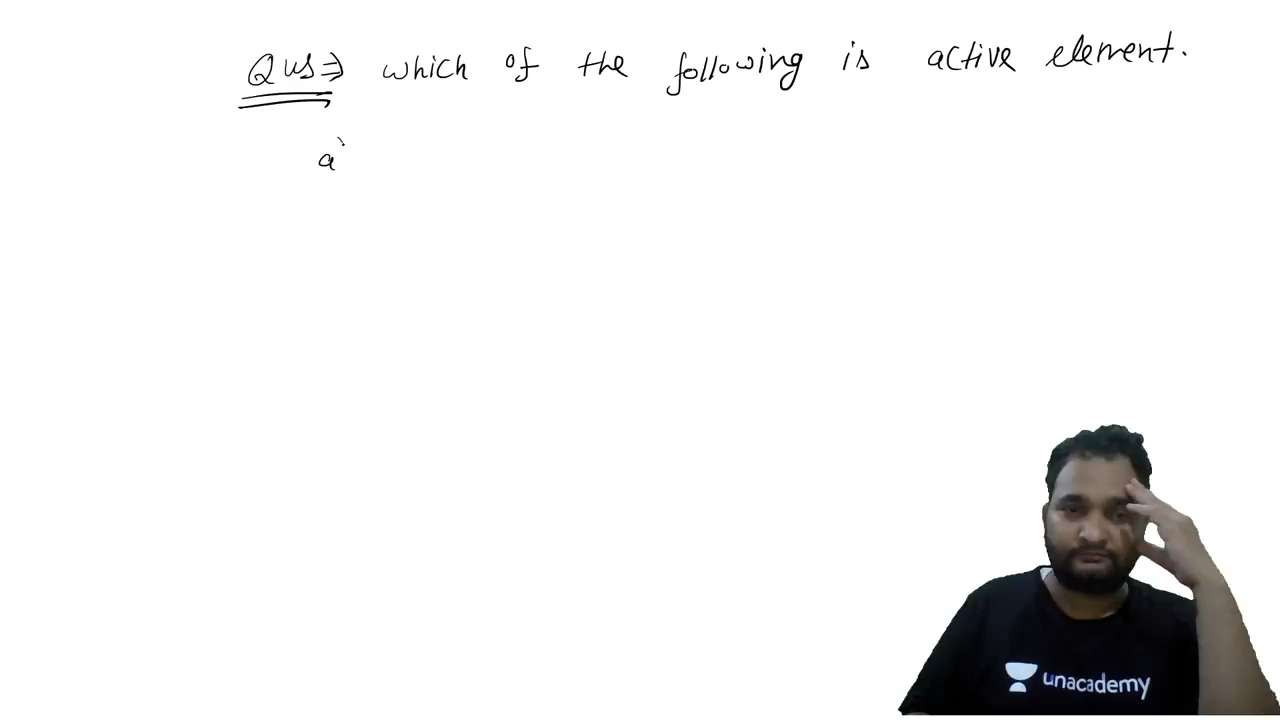 Qus⇒ which of the following is active element.
a)
unacademy